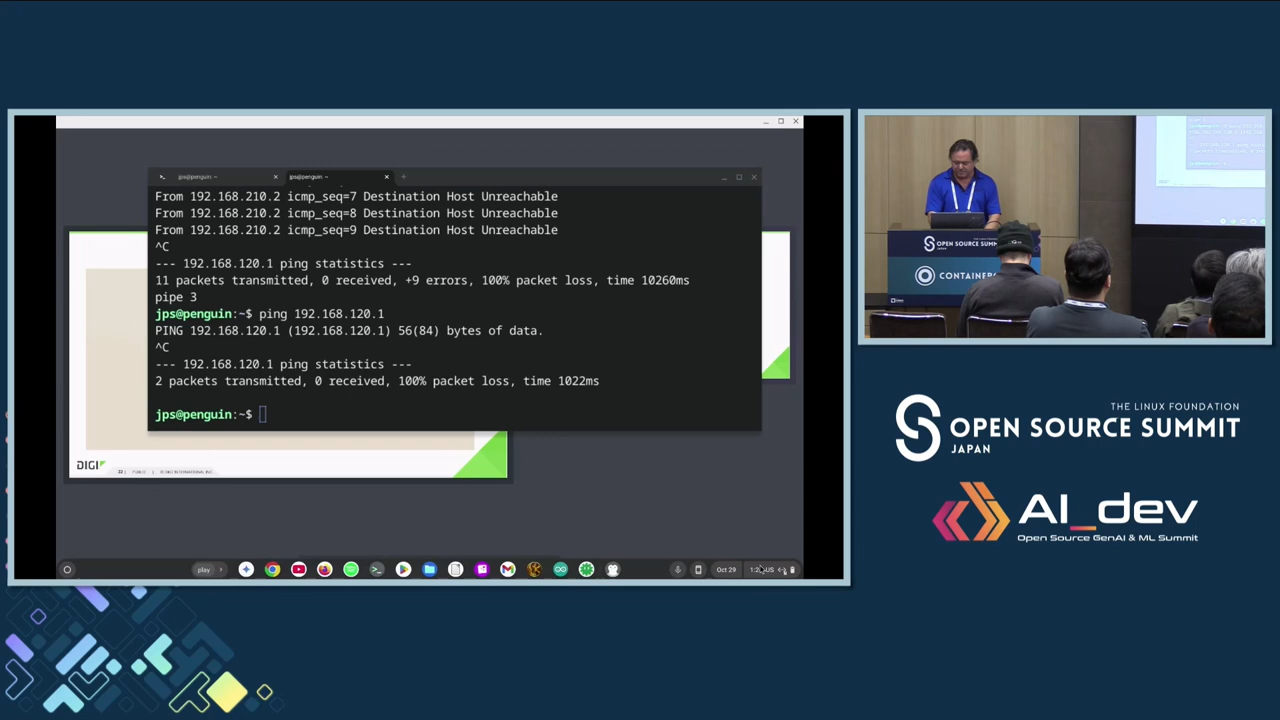 jps@penguin: ~
jps@penguin: ~
From 192.168.210.2 icmp_seq=7 Destination Host Unreachable
From 192.168.210.2 icmp_seq=8 Destination Host Unreachable
From 192.168.210.2 icmp_seq=9 Destination Host Unreachable
^C
--- 192.168.120.1 ping statistics ---
11 packets transmitted, 0 received, +9 errors, 100% packet loss, time 10260ms
pipe 3
jps@penguin:~$ ping 192.168.120.1
PING 192.168.120.1 (192.168.120.1) 56(84) bytes of data.
^C
--- 192.168.120.1 ping statistics ---
2 packets transmitted, 0 received, 100% packet loss, time 1022ms
jps@penguin:~$
DIGI
play
Oct 29
US
OPEN SOURCE SUMMIT
THE LINUX FOUNDATION
OPEN SOURCE SUMMIT
JAPAN
AI_dev
Open Source GenAI & ML Summit